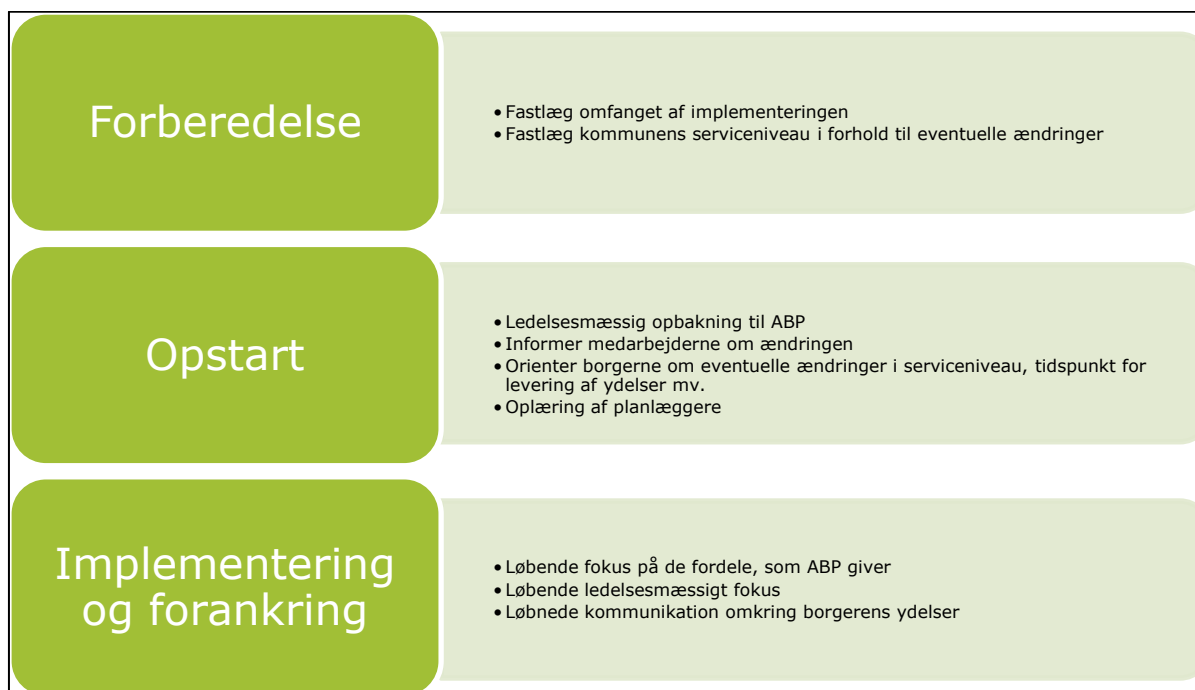 Forberedelse
• Fastlæg omfanget af implementeringen
• Fastlæg kommunens serviceniveau i forhold til eventuelle ændringer
Opstart
• Ledelsesmæssig opbakning til ABP
• Informer medarbejderne om ændringen
• Orienter borgerne om eventuelle ændringer i serviceniveau, tidspunkt for
levering af ydelser mv.
• Oplæring af planlæggere
Implementering
og forankring
• Løbende fokus på de fordele, som ABP giver
• Løbende ledelsesmæssigt fokus
• Løbnede kommunikation omkring borgerens ydelser